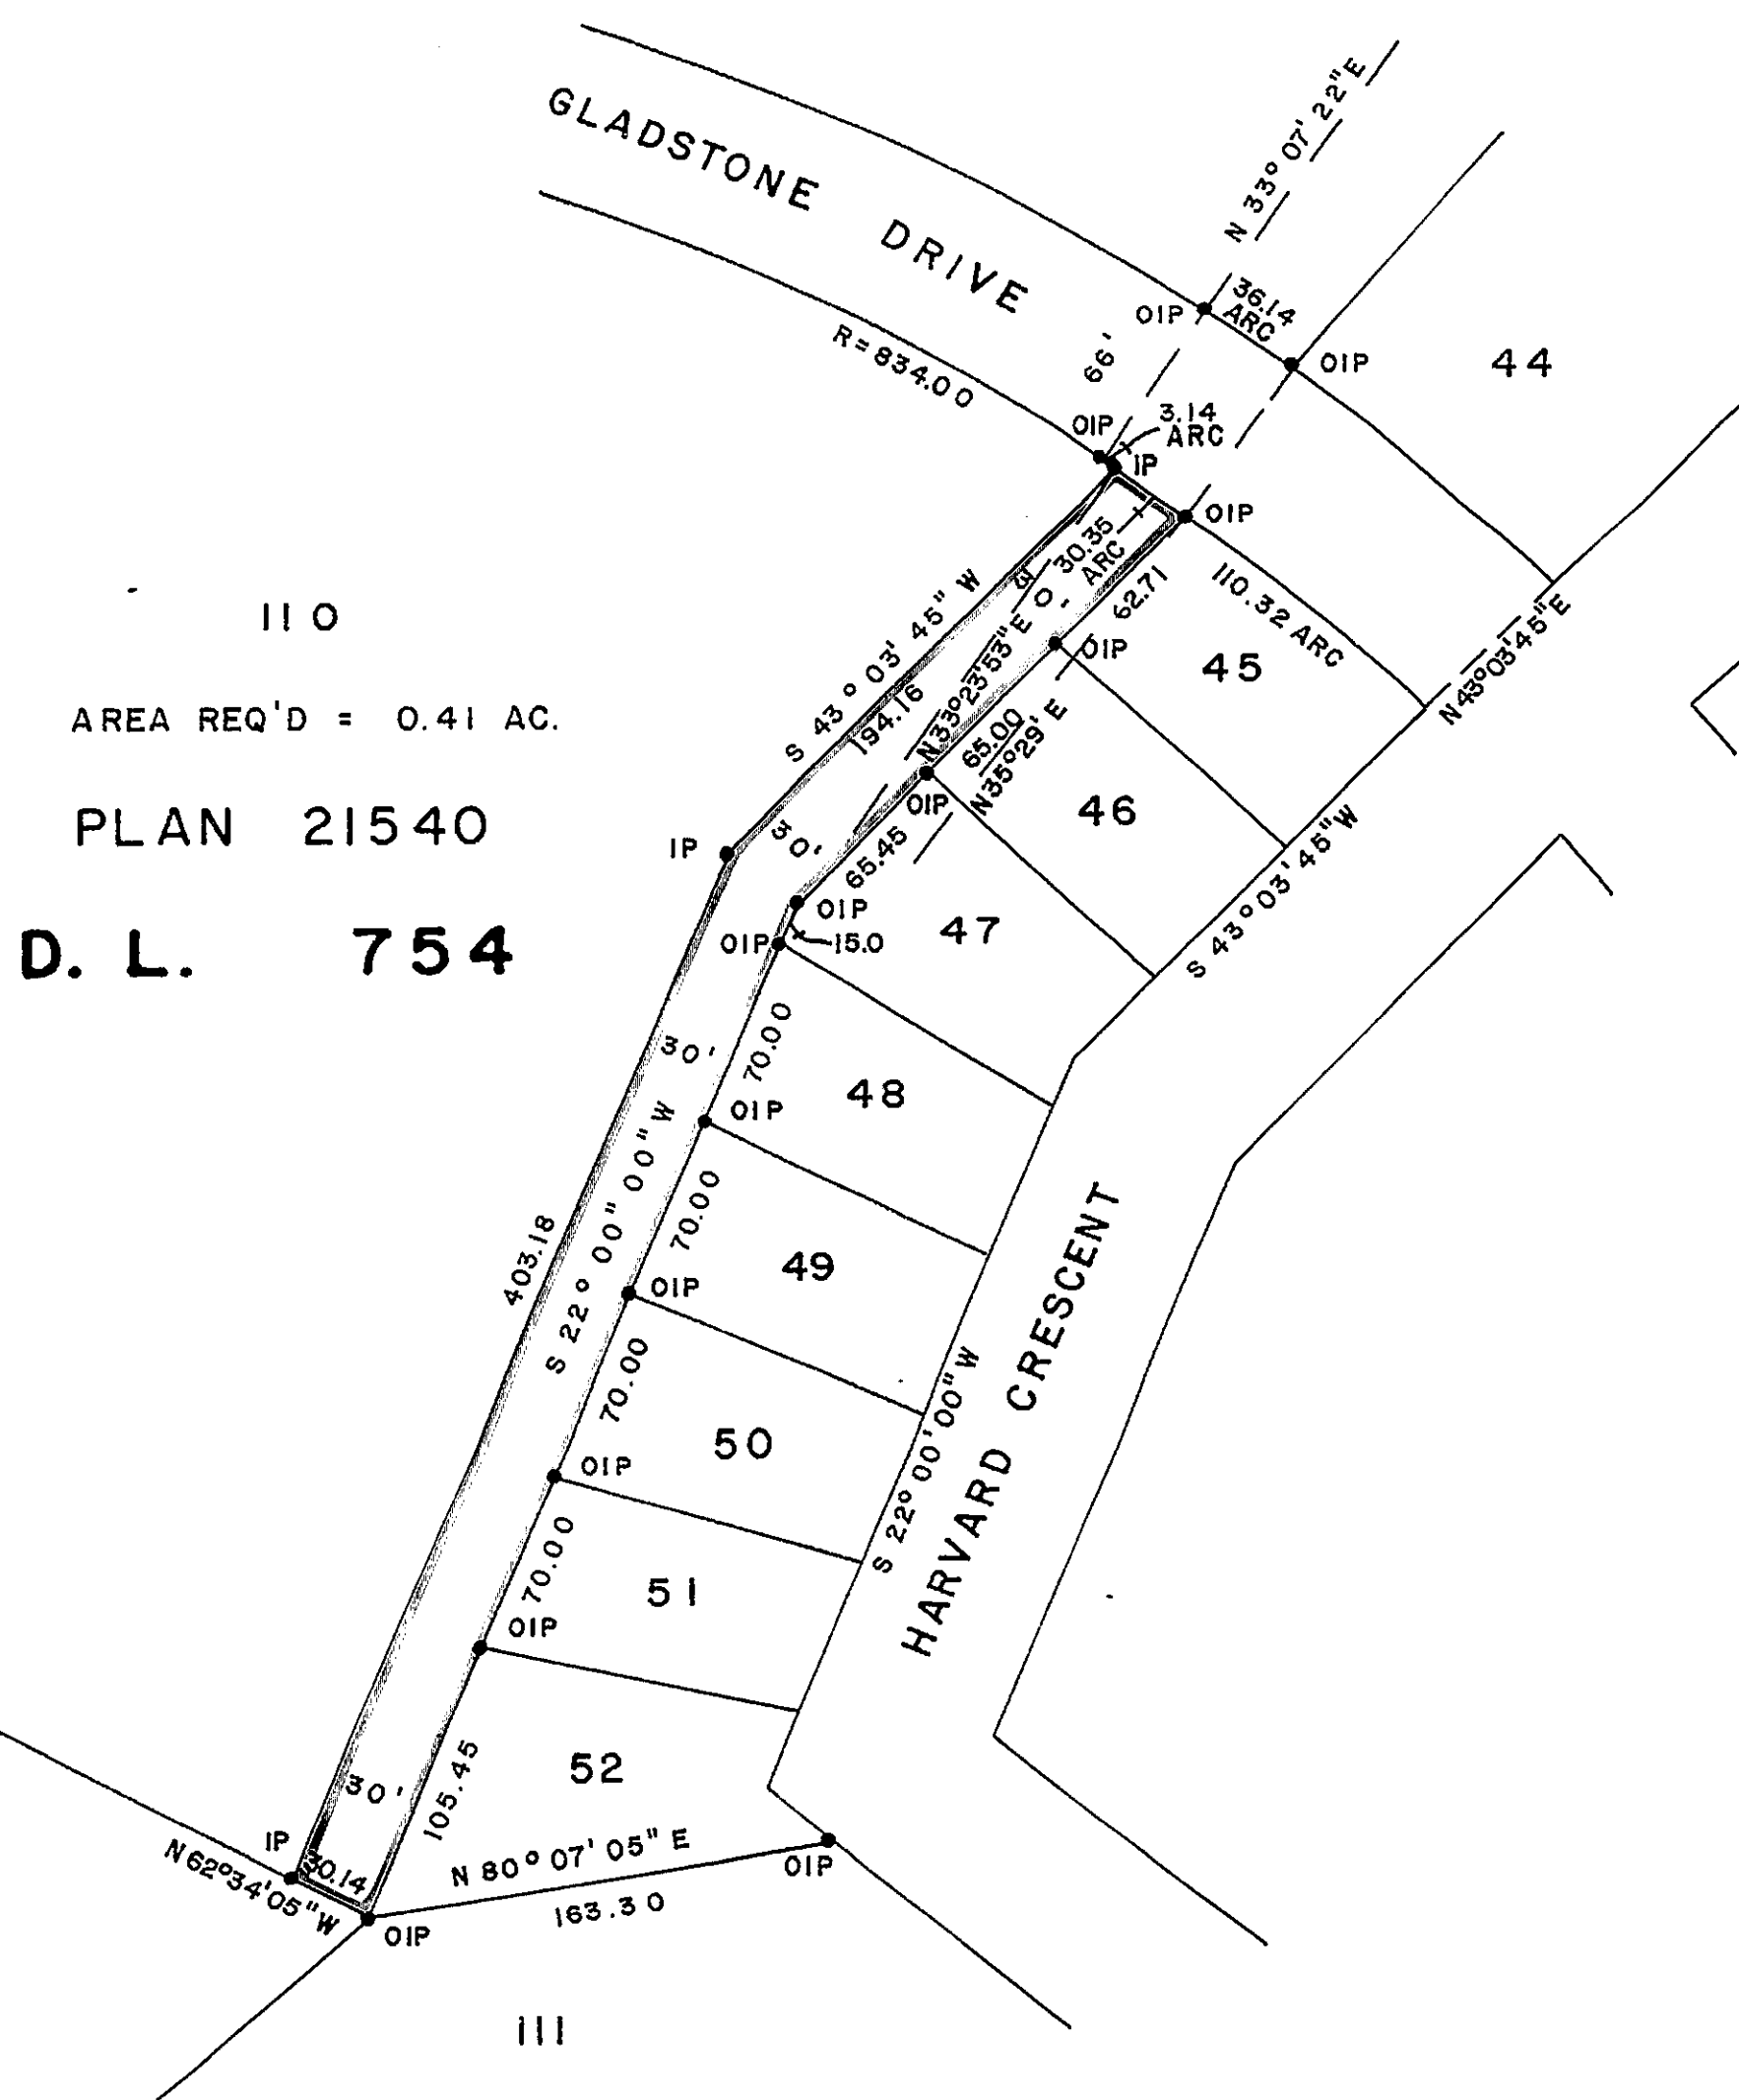 GLADSTONE DRIVE
N 33° 07' 22" E
36.14
ARC
OIP
OIP
44
66'
R=834.00
OIP
3.14
ARC
IP
OIP
30.35
ARC
30'
62.71
110.32 ARC
N43°03'45"E
110
AREA REQ'D = 0.41 AC.
PLAN 21540
D. L. 754
S 43° 03' 45" W
194.16
N33°23'53"E
OIP
45
65.00
N35°29' E
OIP
46
IP
30'
65.45
S 43°03'45"W
OIP
15.0
OIP
47
30'
70.00
48
OIP
S 22° 00" 00" W
403.18
70.00
49
OIP
70.00
50
OIP
S 22° 00' 00" W
HARVARD CRESCENT
70.00
51
OIP
52
30'
105.45
IP
30.14
N62°34'05"W
N 80° 07' 05" E
163.30
OIP
OIP
111